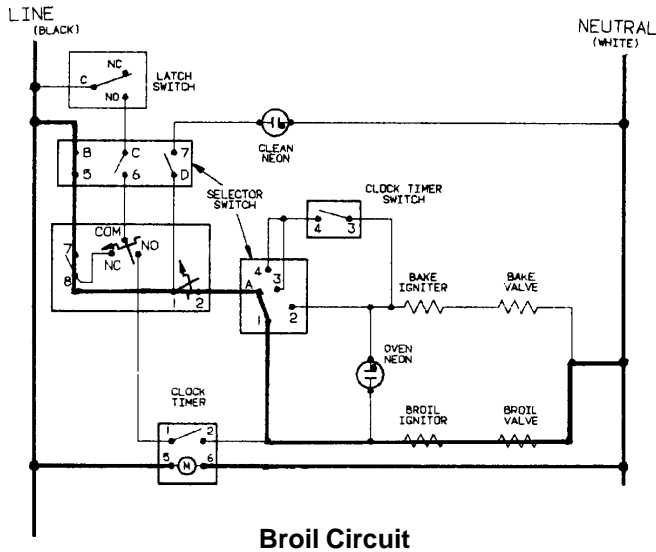 LINE
(BLACK)
NEUTRAL
(WHITE)
NC
C
NO
LATCH
SWITCH
CLEAN
NEON
B C 7
5 6 D
SELECTOR
SWITCH
CLOCK TIMER
SWITCH
4 3
COM
NO
7
NC
8
1 2
4
3
A
2
1
BAKE
IGNITER
BAKE
VALVE
OVEN
NEON
BROIL
IGNITOR
BROIL
VALVE
CLOCK
TIMER
1 2
5 M 6
Broil Circuit